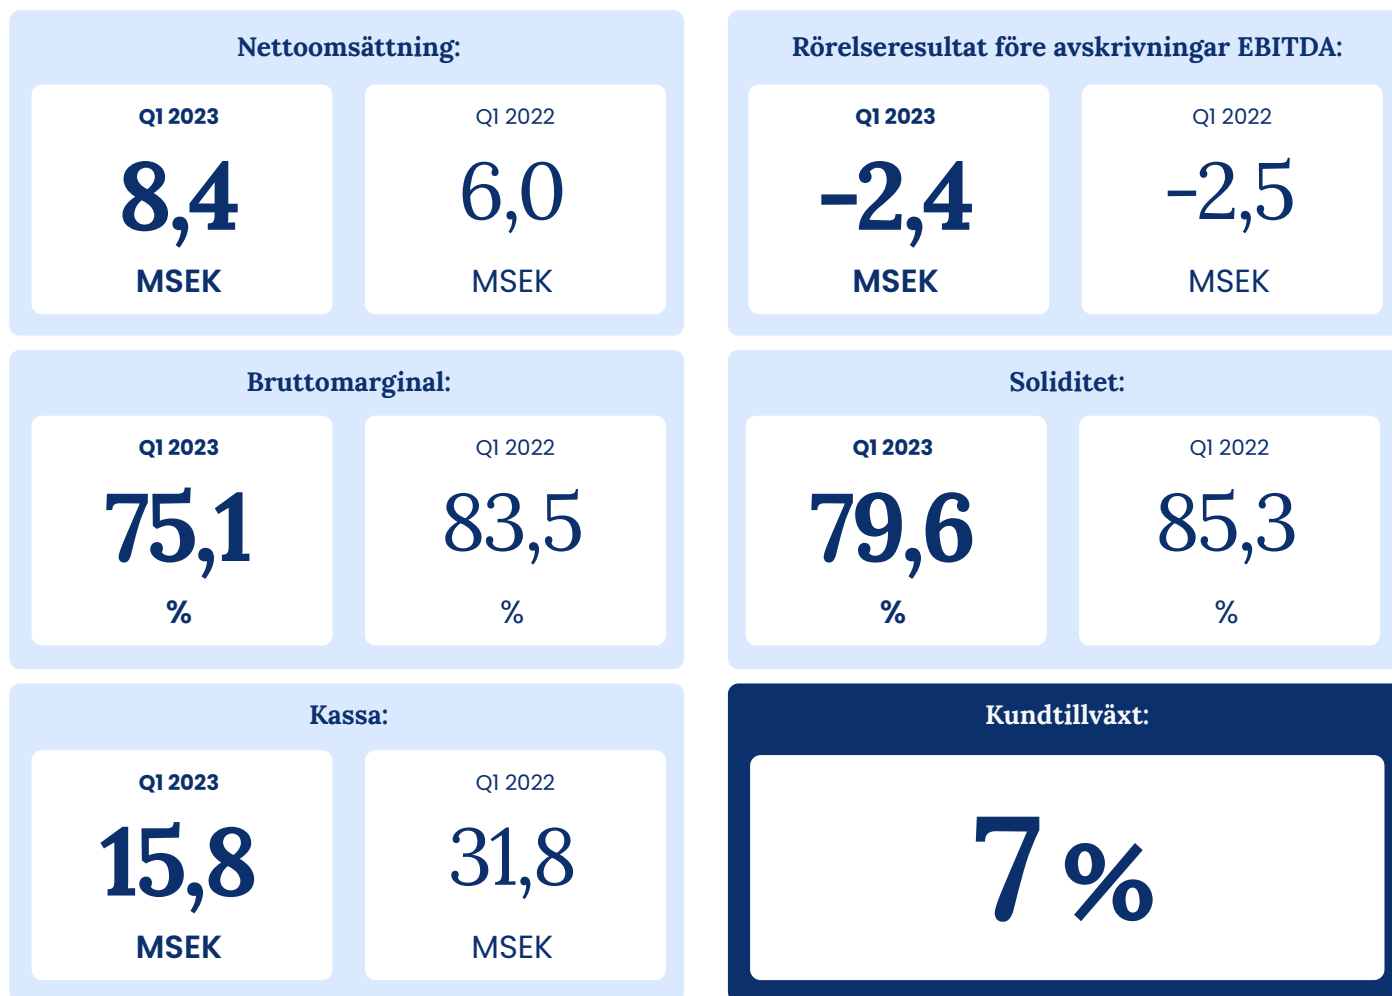 Nettoomsättning:
Q1 2023
8,4
MSEK
Q1 2022
6,0
MSEK
Rörelseresultat före avskrivningar EBITDA:
Q1 2023
-2,4
MSEK
Q1 2022
-2,5
MSEK
Bruttomarginal:
Q1 2023
75,1
%
Q1 2022
83,5
%
Soliditet:
Q1 2023
79,6
%
Q1 2022
85,3
%
Kassa:
Q1 2023
15,8
MSEK
Q1 2022
31,8
MSEK
Kundtillväxt:
7 %